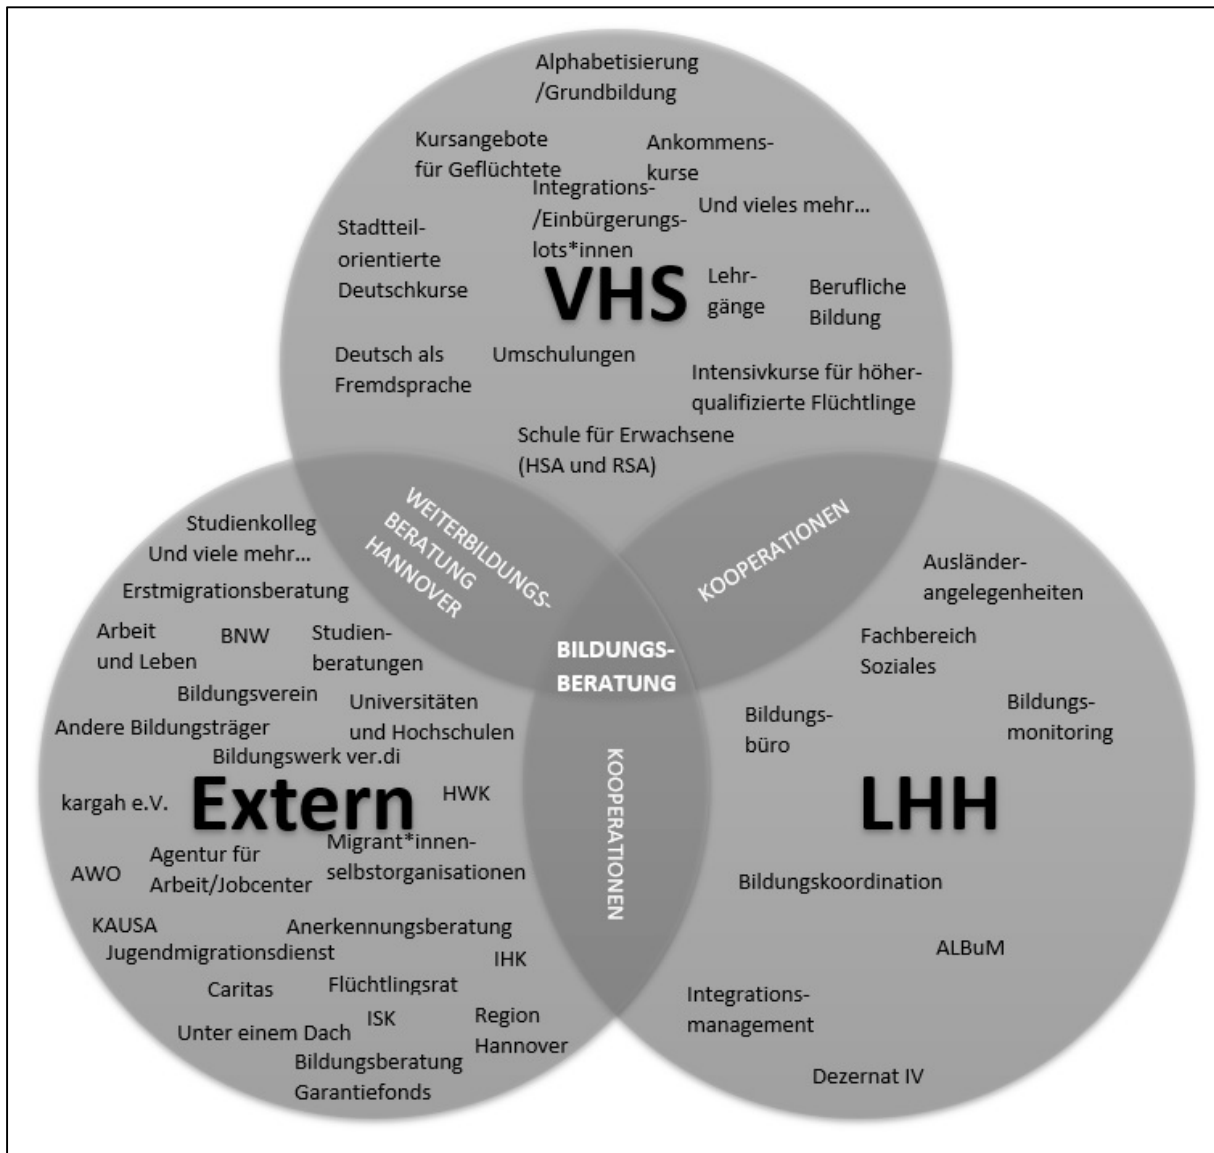 Alphabetisierung
/Grundbildung
Kursangebote
für Geflüchtete
Ankommens-
kurse
Integrations-
/Einbürgerungs-
lots*innen
Und vieles mehr...
Stadtteil-
orientierte
Deutschkurse
VHS
Lehr-
gänge
Berufliche
Bildung
Deutsch als
Fremdsprache
Umschulungen
Intensivkurse für höher-
qualifizierte Flüchtlinge
Schule für Erwachsene
(HSA und RSA)
WEITERBILDUNGS-
BERATUNG
HANNOVER
KOOPERATIONEN
BILDUNGS-
BERATUNG
KOOPERATIONEN
Studienkolleg
Und viele mehr...
Erstmigrationsberatung
Arbeit
und Leben
BNW
Studien-
beratungen
Bildungsverein
Universitäten
und Hochschulen
Andere Bildungsträger
Bildungswerk ver.di
kargah e.V.
Extern
HWK
Migrant*innen-
selbstorganisationen
AWO
Agentur für
Arbeit/Jobcenter
KAUSA
Anerkennungsberatung
Jugendmigrationsdienst
IHK
Caritas
Flüchtlingsrat
Unter einem Dach
ISK
Region
Hannover
Bildungsberatung
Garantiefonds
Ausländer-
angelegenheiten
Fachbereich
Soziales
Bildungs-
büro
Bildungs-
monitoring
LHH
Bildungskoordination
ALBuM
Integrations-
management
Dezernat IV